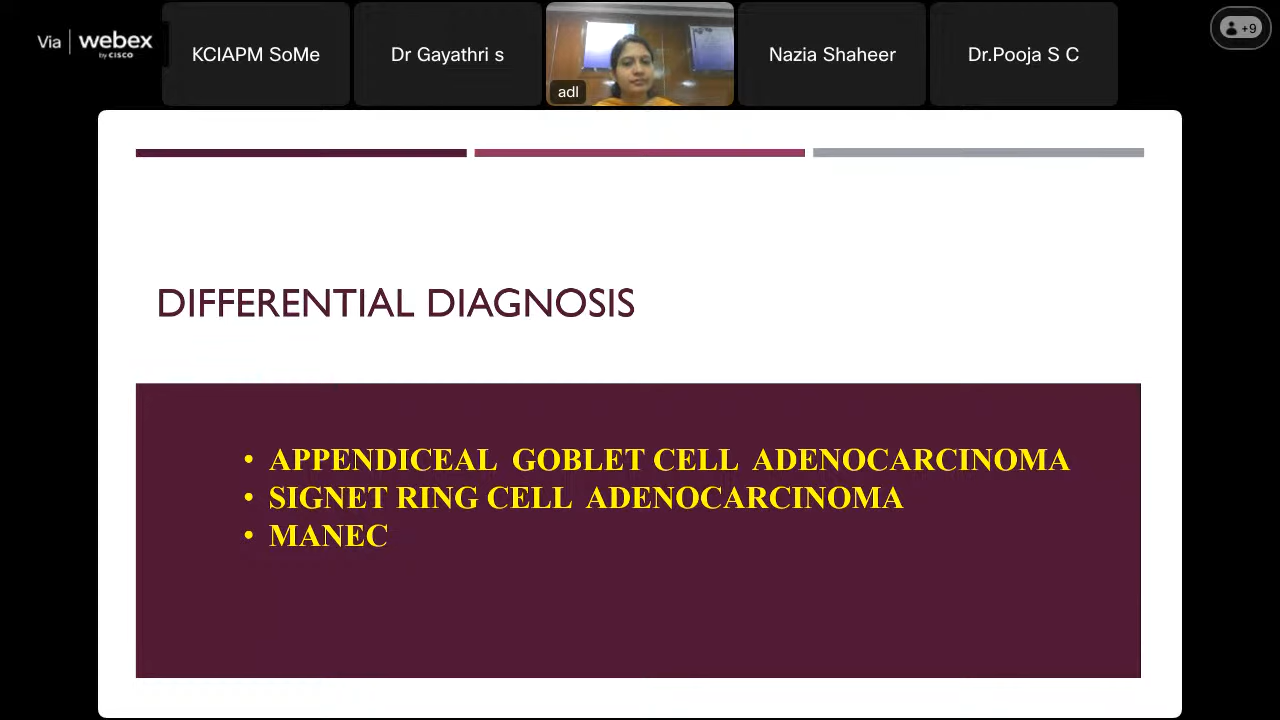 Via webex
by CISCO
KCIAPM SoMe
Dr Gayathri s
adl
Nazia Shaheer
Dr.Pooja S C
+9
DIFFERENTIAL DIAGNOSIS
• APPENDICEAL GOBLET CELL ADENOCARCINOMA
• SIGNET RING CELL ADENOCARCINOMA
• MANEC